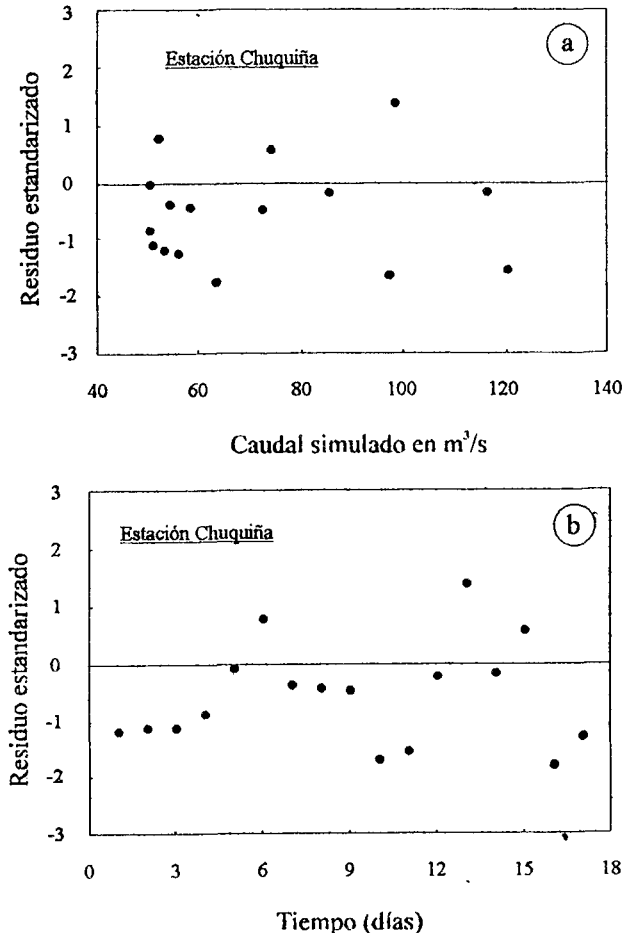 3
a
Estación Chuquiña
2
1
0
-1
-2
-3
Residuo estandarizado
40 60 80 100 120 140
Caudal simulado en m³/s
3
b
Estación Chuquiña
2
1
0
-1
-2
-3
Residuo estandarizado
0 3 6 9 12 15 18
Tiempo (días)